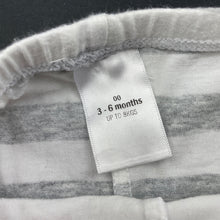 00
3 - 6 months
UP TO 8KGS